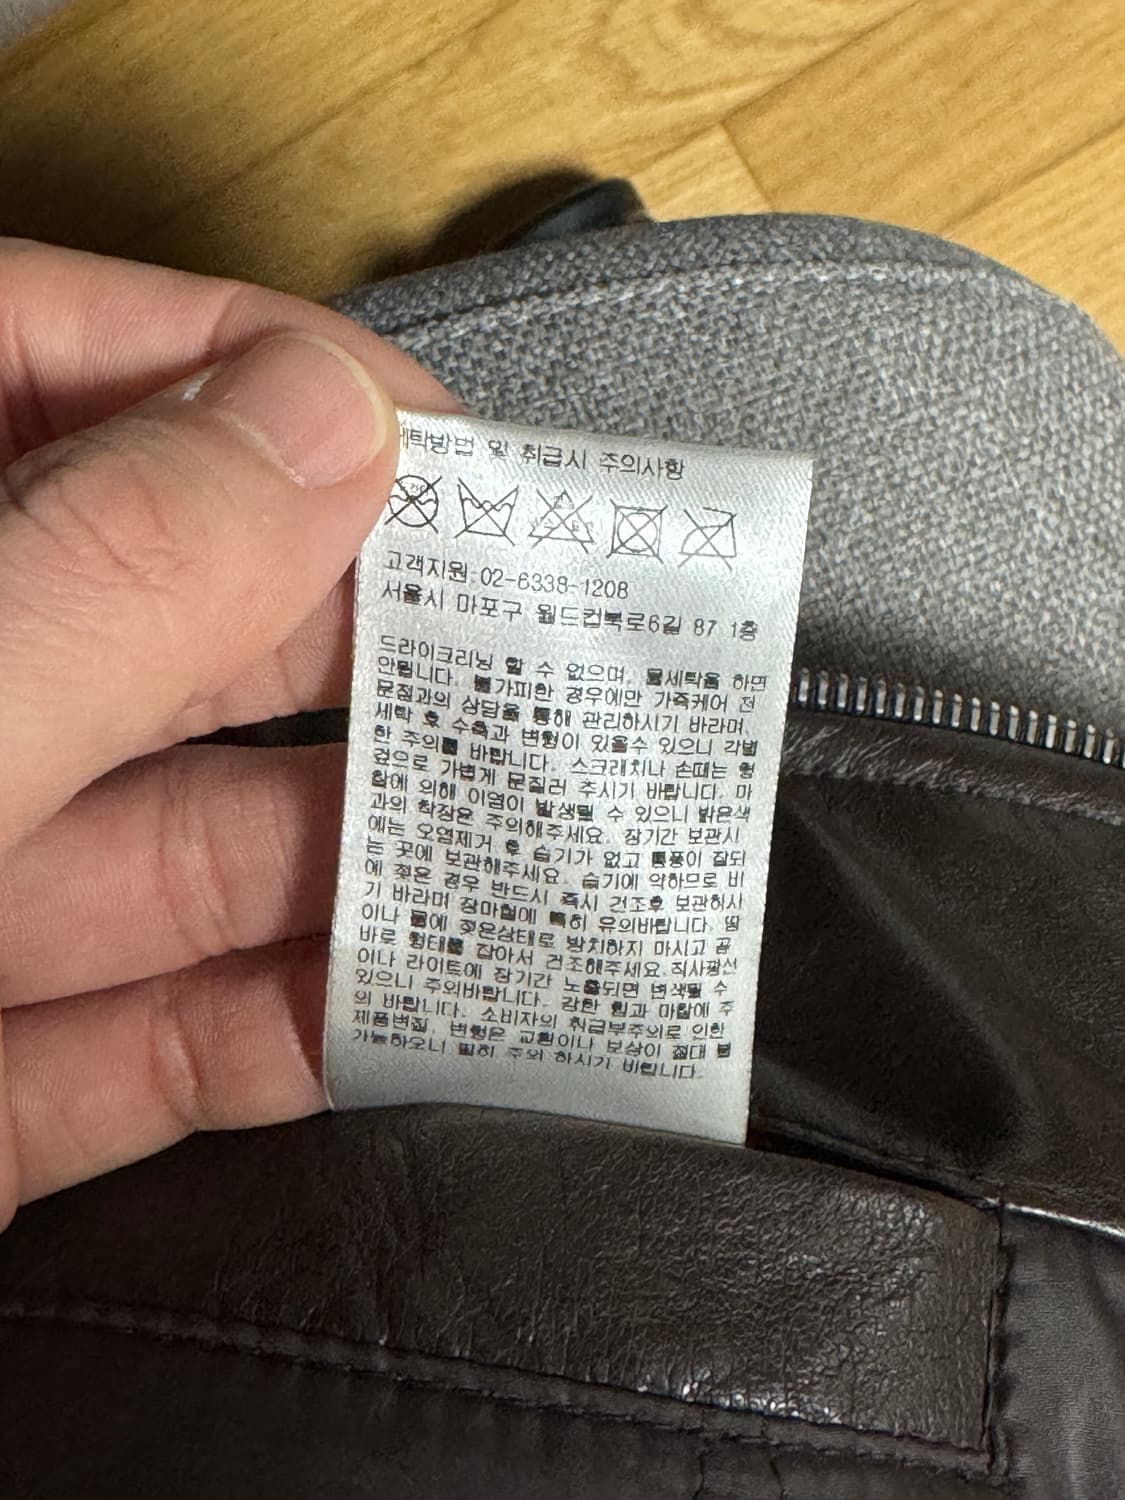 세탁방법 및 취급시 주의사항
고객지원:02-6338-1208
서울시 마포구 월드컵북로6길 87 1층
드라이크리닝 할 수 없으며, 물세탁을 하면
안됩니다. 불가피한 경우에만 가죽케어 전
문점과의 상담을 통해 관리하시기 바라며,
세탁 후 수축과 변형이 있을수 있으니 각별
한 주의를 바랍니다. 스크래치나 손때는 헝
겊으로 가볍게 문질러 주시기 바랍니다. 마
찰에 의해 이염이 발생될 수 있으니 밝은색
과의 착장은 주의해주세요. 장기간 보관시
에는 오염제거 후 습기가 없고 통풍이 잘되
는 곳에 보관해주세요. 습기에 약하므로 비
에 젖은 경우 반드시 즉시 건조후 보관하시
기 바라며 장마철에 특히 유의바랍니다. 땀
이나 물에 젖은상태로 방치하지 마시고 곧
바로 형태를 잡아서 건조해주세요.직사광선
이나 라이트에 장기간 노출되면 변색될 수
있으니 주의바랍니다. 강한 힘과 마찰에 주
의 바랍니다. 소비자의 취급부주의로 인한
제품변질, 변형은 교환이나 보상이 절대 불
가능하오니 필히 주의 하시기 바랍니다.